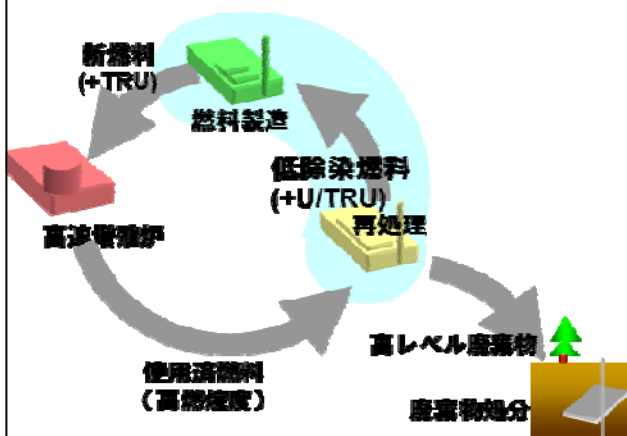 新燃料
(+TRU)
燃料製造
低除染燃料
(+U/TRU)
再処理
高速増殖炉
使用済燃料
(高燃焼度)
高レベル廃棄物
廃棄物処分